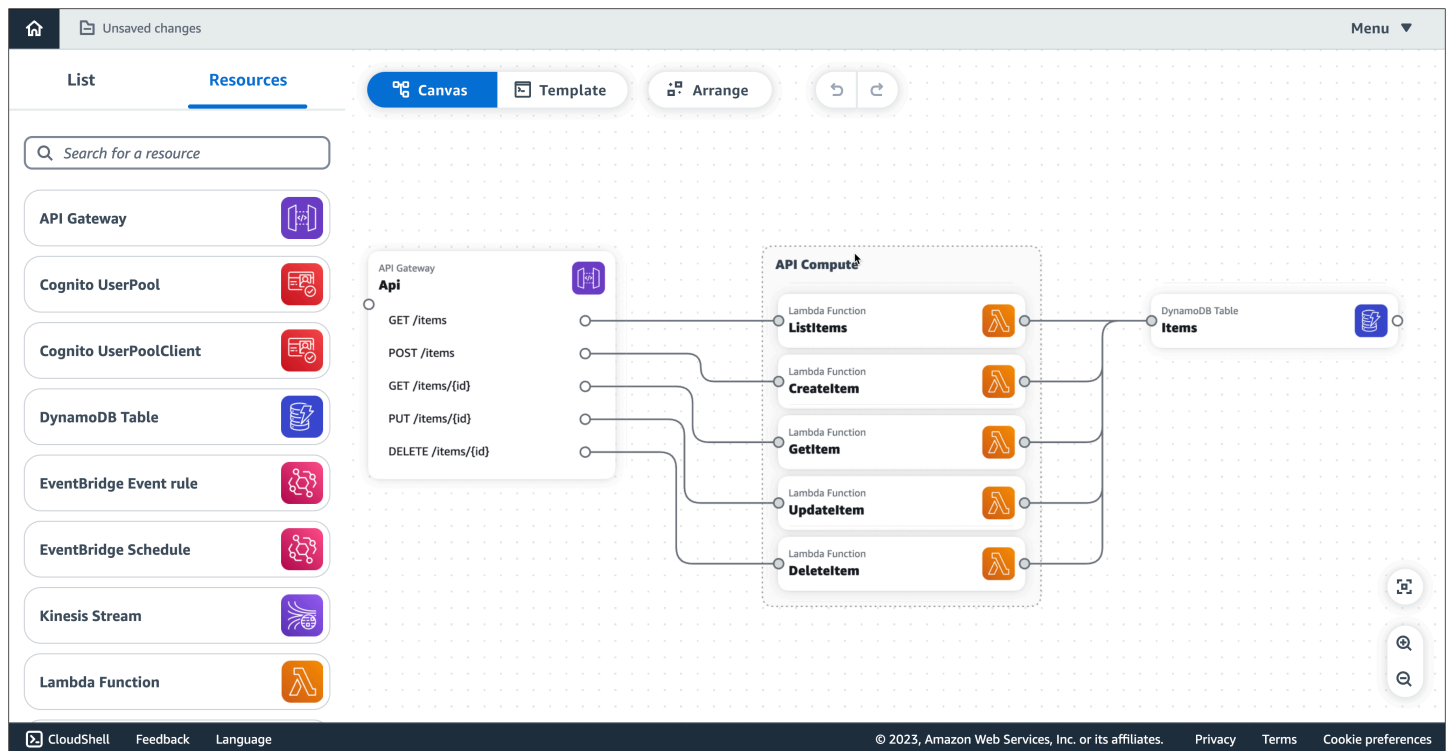 Unsaved changes
Menu
List
Resources
Canvas
Template
Arrange
Search for a resource
API Gateway
Cognito UserPool
Cognito UserPoolClient
DynamoDB Table
EventBridge Event rule
EventBridge Schedule
Kinesis Stream
Lambda Function
API Gateway
Api
GET /items
POST /items
GET /items/{id}
PUT /items/{id}
DELETE /items/{id}
API Compute
Lambda Function
ListItems
Lambda Function
CreateItem
Lambda Function
GetItem
Lambda Function
UpdateItem
Lambda Function
DeleteItem
DynamoDB Table
Items
CloudShell
Feedback
Language
© 2023, Amazon Web Services, Inc. or its affiliates.
Privacy
Terms
Cookie preferences